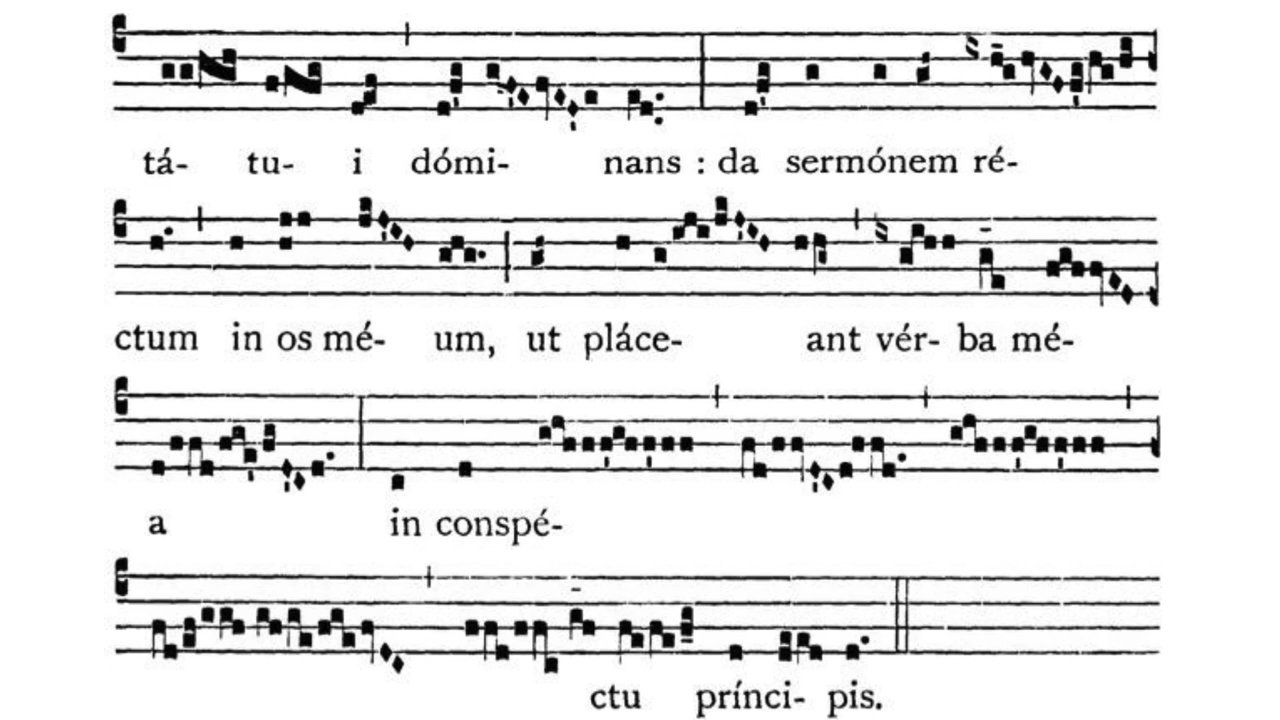 tá- tu- i dómi- nans : da sermónem ré-
ctum in os mé- um, ut pláce- ant vér- ba mé-
a in conspé-
ctu prínci- pis.